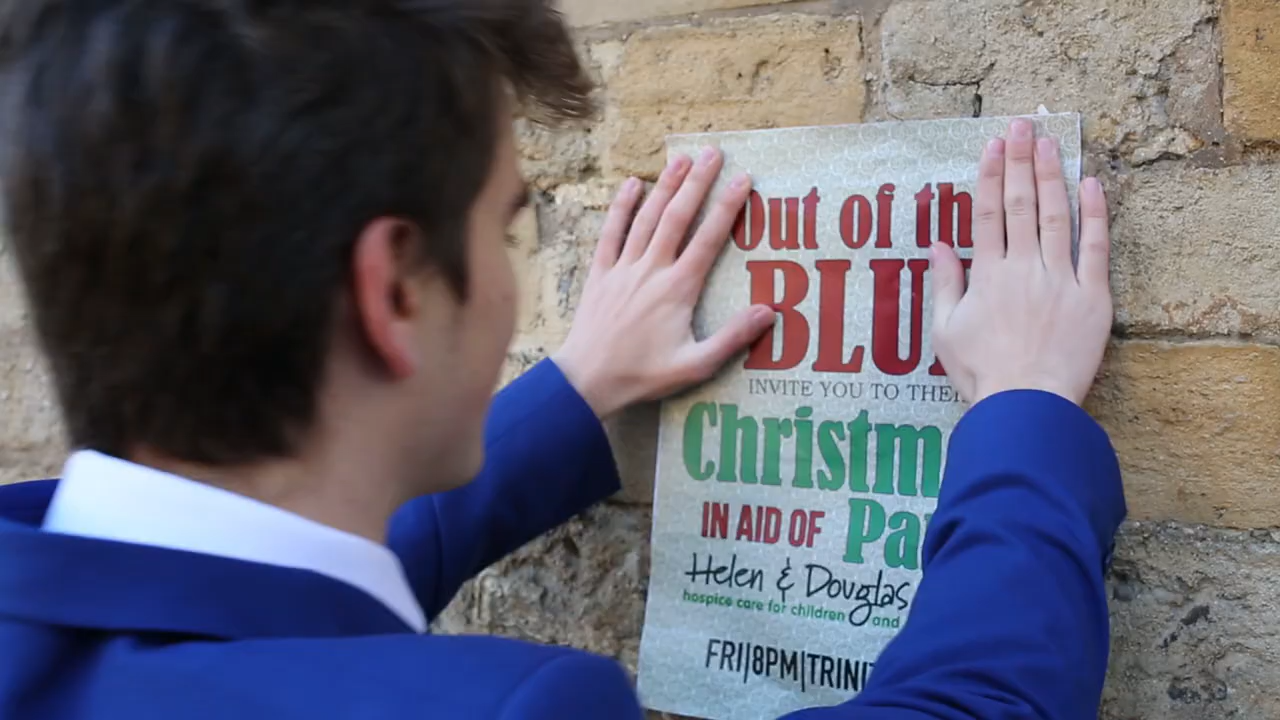 Out of th
BLU
INVITE YOU TO THEI
Christm
IN AID OF Pa
Helen & Douglas
hospice care for children and
FRI|8PM|TRINIT